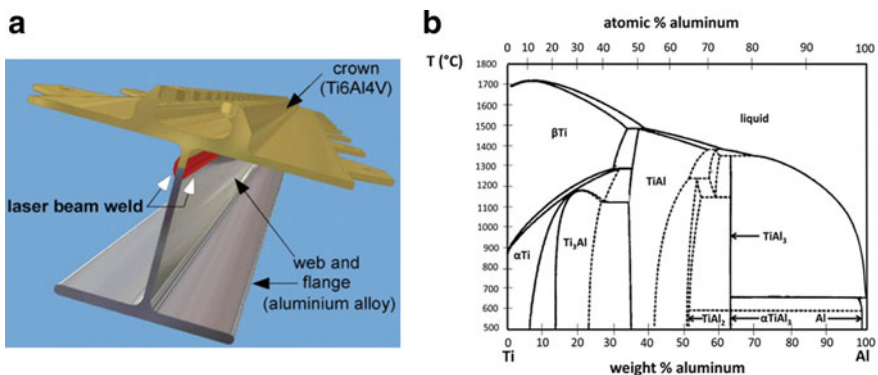 a
crown
(Ti6Al4V)
laser beam weld
web and
flange
(aluminium alloy)
b
atomic % aluminum
0 10 20 30 40 50 60 70 80 100
T (°C)
1800
1700
1600
1500
1400
1300
1200
1100
1000
900
800
700
600
500
liquid
βTi
TiAl
αTi
Ti3Al
TiAl3
TiAl2
αTiAl3
Al
0 10 20 30 40 50 60 70 80 90 100
Ti
Al
weight % aluminum